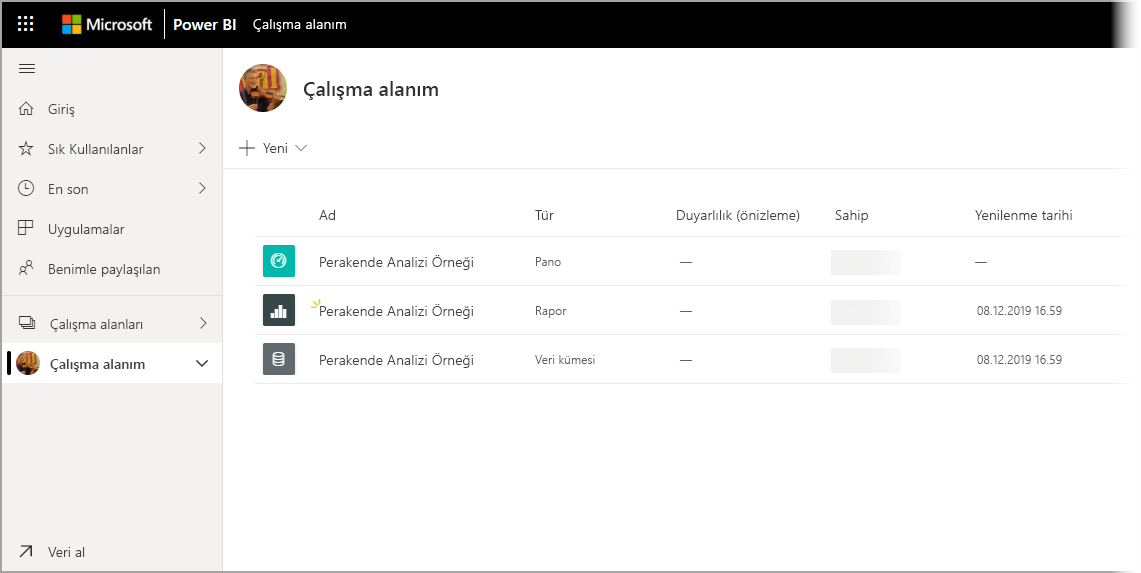 Microsoft Power BI Çalışma alanım
Çalışma alanım
Giriş
Sık Kullanılanlar
En son
Uygulamalar
Benimle paylaşılan
Çalışma alanları
Çalışma alanım
Veri al
Yeni
Ad Tür Duyarlılık (önizleme) Sahip Yenilenme tarihi
Perakende Analizi Örneği Pano — —
Perakende Analizi Örneği Rapor — 08.12.2019 16.59
Perakende Analizi Örneği Veri kümesi — 08.12.2019 16.59